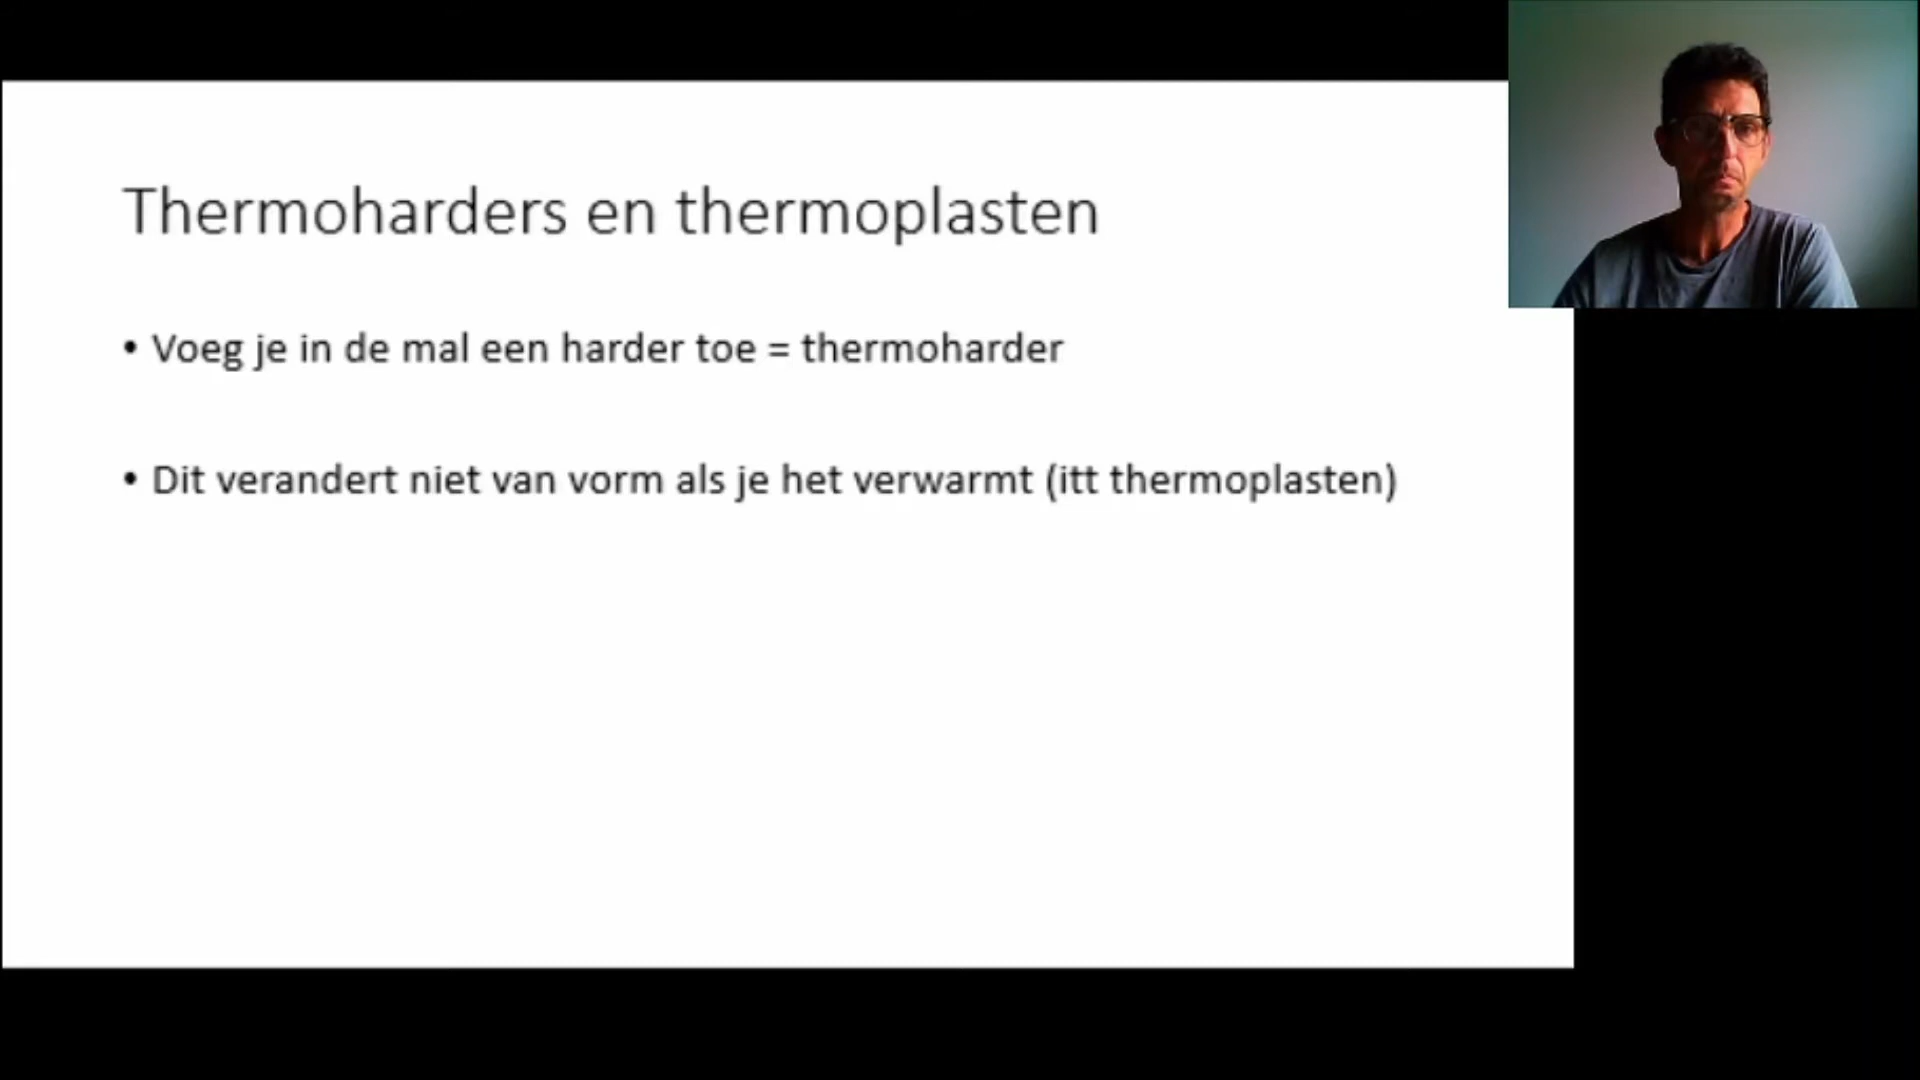 Thermoharders en thermoplasten
• Voeg je in de mal een harder toe = thermoharder
• Dit verandert niet van vorm als je het verwarmt (itt thermoplasten)